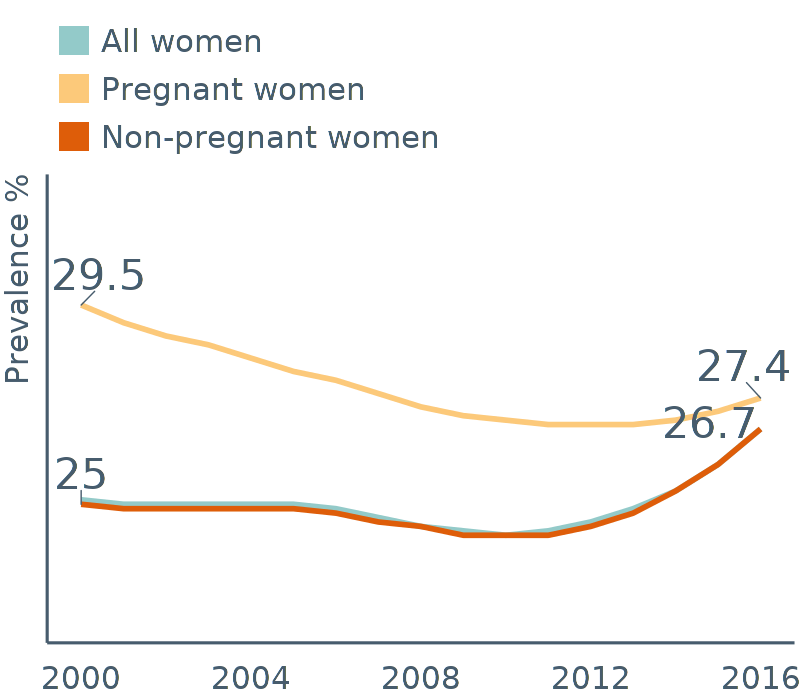 All women
Pregnant women
Non-pregnant women
Prevalence %
29.5
27.4
26.7
25
2000 2004 2008 2012 2016